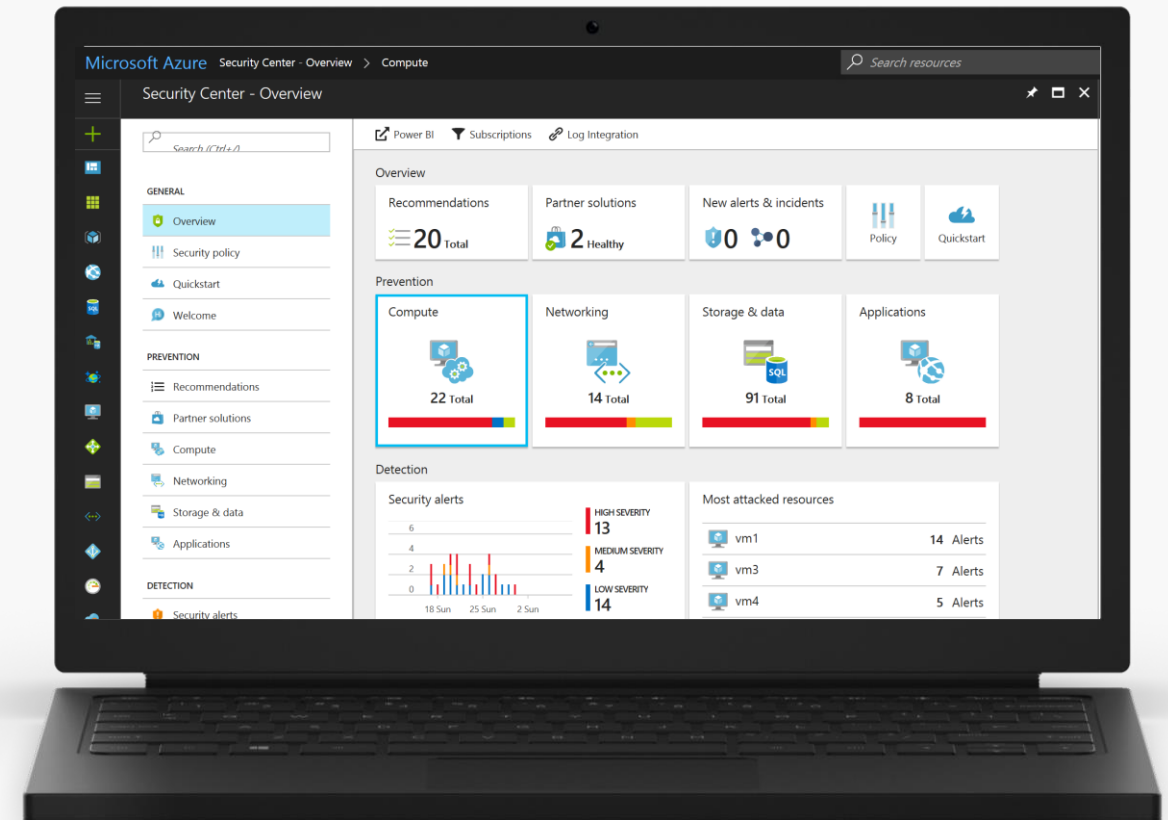 Microsoft Azure Security Center - Overview > Compute
Search resources
Security Center - Overview
Search (Ctrl+/)
GENERAL
Overview
Security policy
Quickstart
Welcome
PREVENTION
Recommendations
Partner solutions
Compute
Networking
Storage & data
Applications
DETECTION
Security alerts
Power BI Subscriptions Log Integration
Overview
Recommendations
20 Total
Partner solutions
2 Healthy
New alerts & incidents
0 0
Policy
Quickstart
Prevention
Compute
22 Total
Networking
14 Total
Storage & data
SQL
91 Total
Applications
8 Total
Detection
Security alerts
6
4
2
0
18 Sun 25 Sun 2 Sun
HIGH SEVERITY
13
MEDIUM SEVERITY
4
LOW SEVERITY
14
Most attacked resources
vm1 14 Alerts
vm3 7 Alerts
vm4 5 Alerts